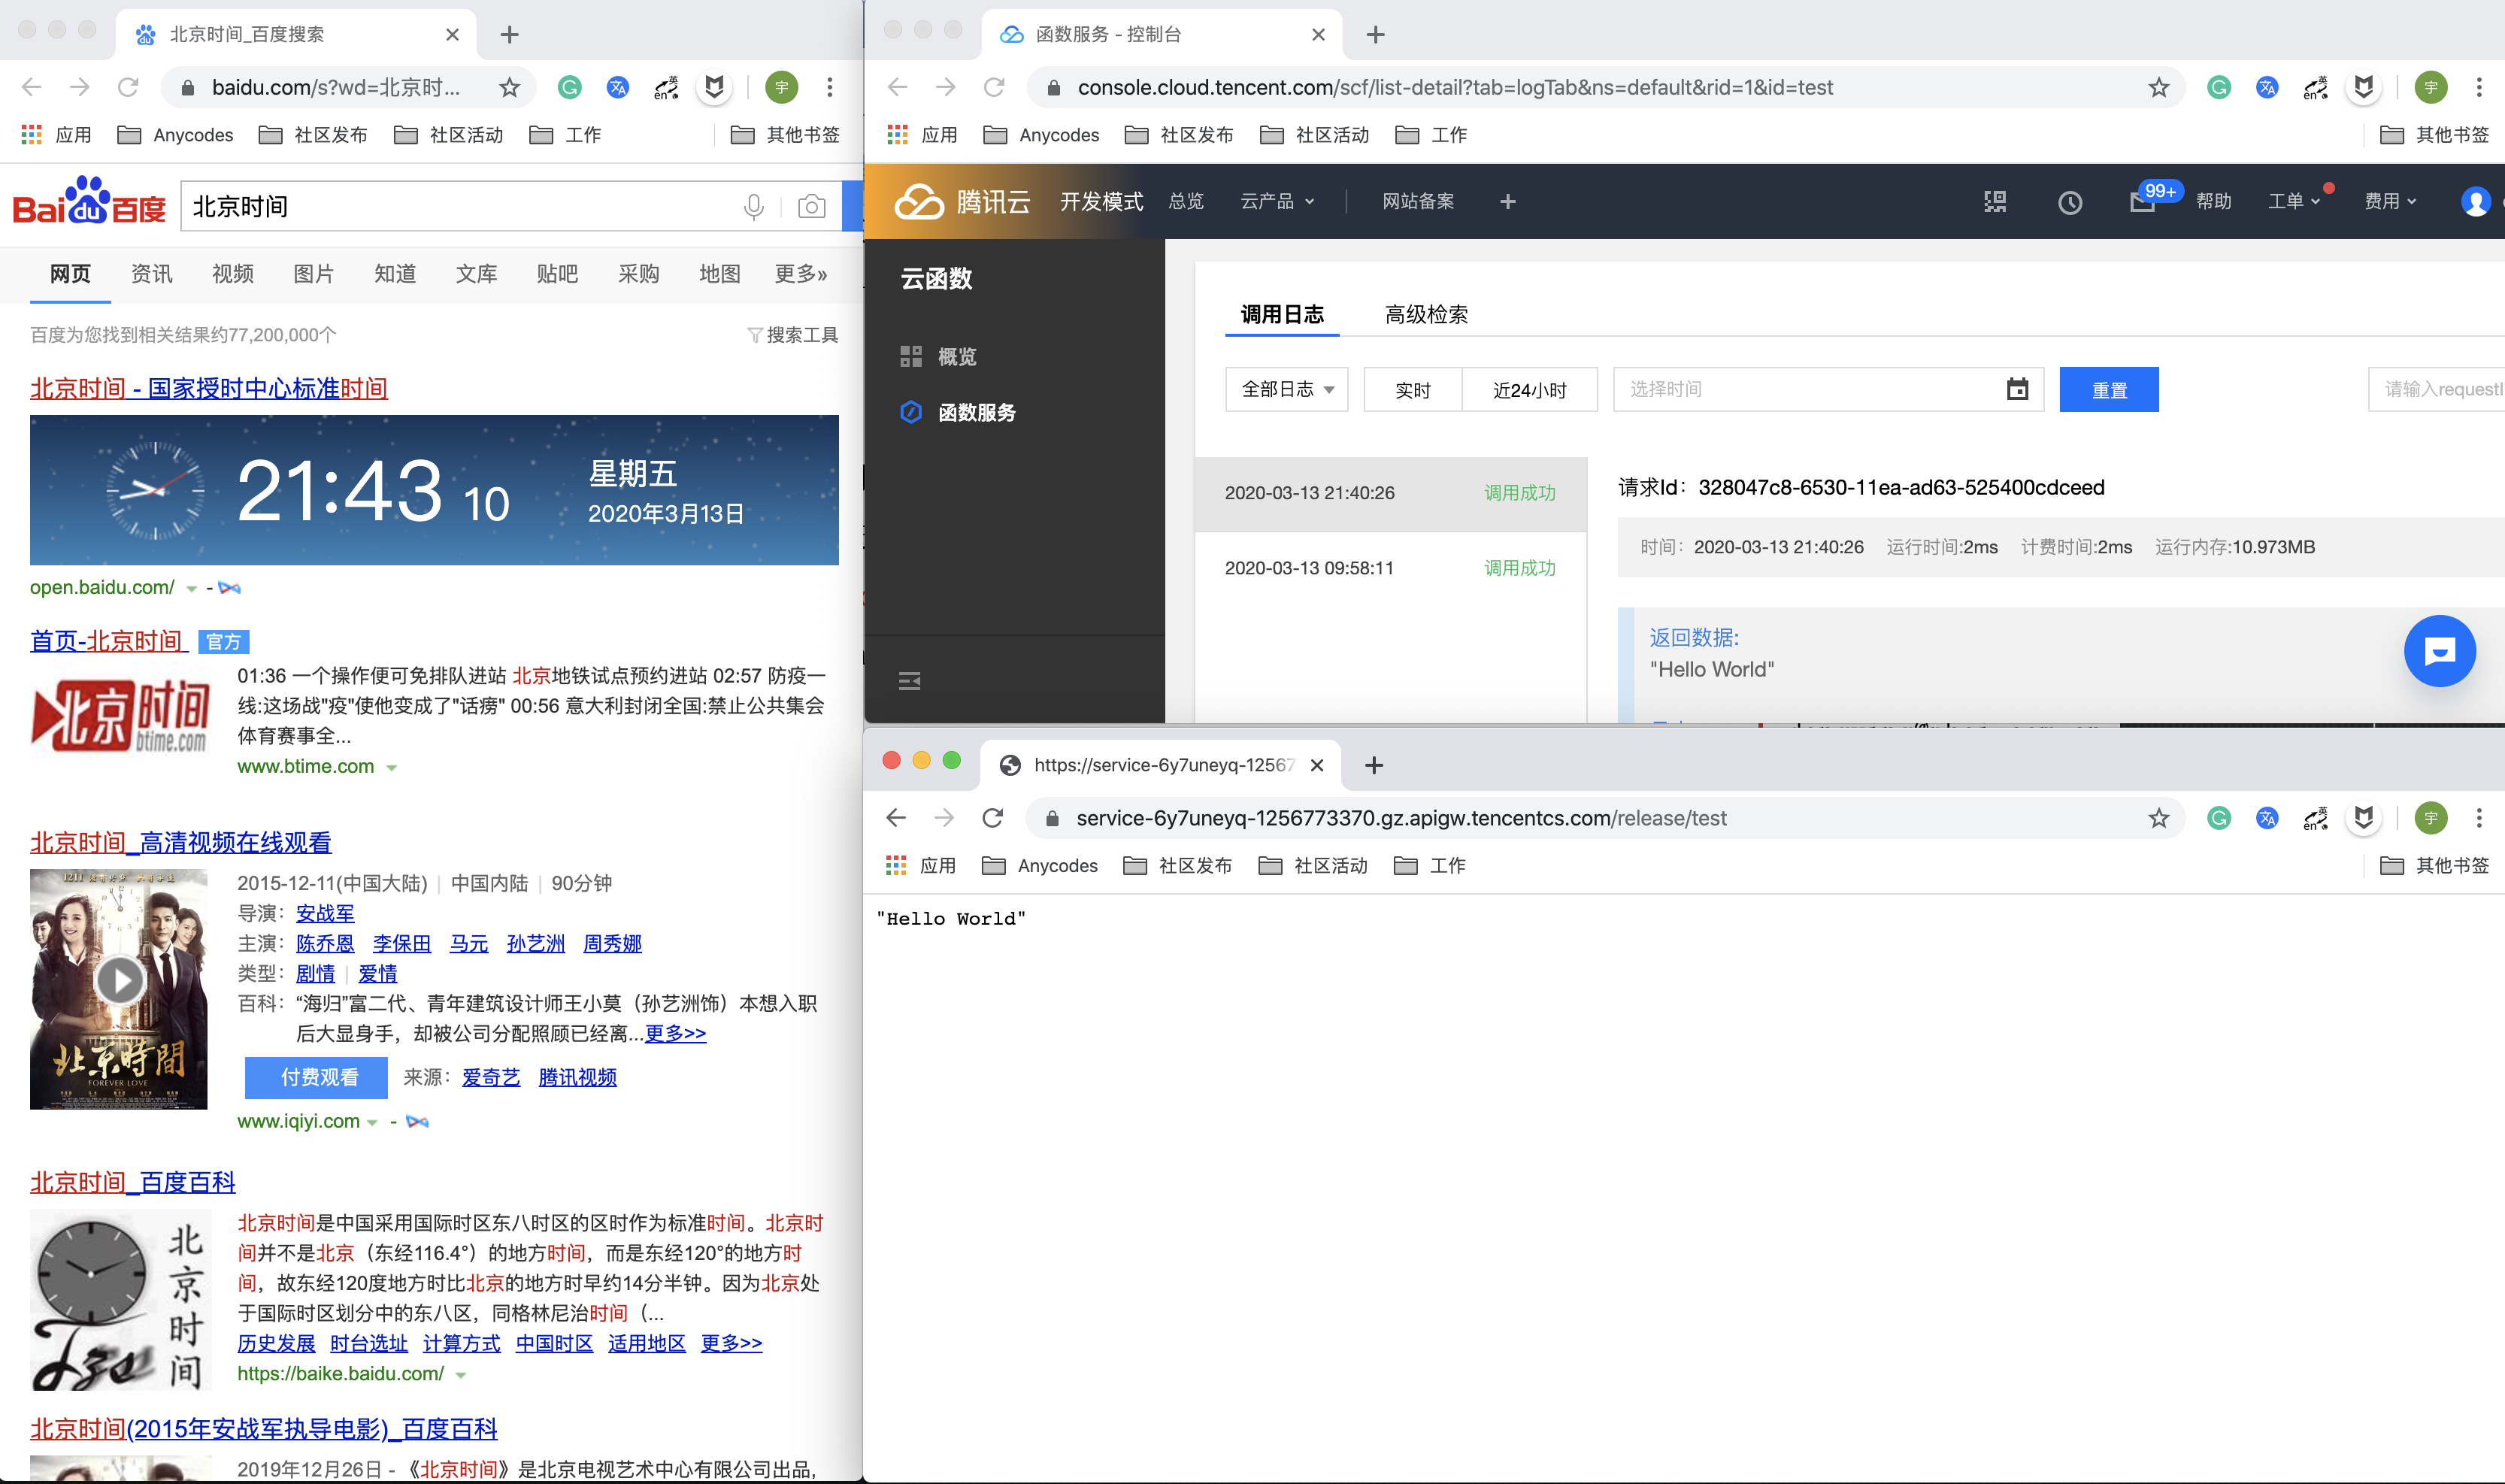 北京时间_百度搜索
baidu.com/s?wd=北京时...
宇
应用 Anycodes 社区发布 社区活动 工作 其他书签
Bai du 百度 北京时间
网页 资讯 视频 图片 知道 文库 贴吧 采购 地图 更多»
百度为您找到相关结果约77,200,000个 搜索工具
北京时间 - 国家授时中心标准时间
21:43 10 星期五
2020年3月13日
open.baidu.com/ -
首页-北京时间 官方
北京时间
btime.com
01:36 一个操作便可免排队进站 北京地铁试点预约进站 02:57 防疫一
线:这场战"疫"使他变成了"话痨" 00:56 意大利封闭全国:禁止公共集会
体育赛事全...
www.btime.com
北京时间_高清视频在线观看
北京時間
FOREVER LOVE
2015-12-11(中国大陆) | 中国内陆 | 90分钟
导演：安战军
主演：陈乔恩 李保田 马元 孙艺洲 周秀娜
类型：剧情 | 爱情
百科：“海归”富二代、青年建筑设计师王小莫（孙艺洲饰）本想入职
后大显身手，却被公司分配照顾已经离...更多>>
付费观看 来源：爱奇艺 腾讯视频
www.iqiyi.com -
北京时间_百度百科
北京时间
北京时间是中国采用国际时区东八时区的区时作为标准时间。北京时
间并不是北京（东经116.4°）的地方时间，而是东经120°的地方时
间，故东经120度地方时比北京的地方时早约14分半钟。因为北京处
于国际时区划分中的东八区，同格林尼治时间（...
历史发展 时台选址 计算方式 中国时区 适用地区 更多>>
https://baike.baidu.com/
北京时间(2015年安战军执导电影)_百度百科
2019年12月26日 - 《北京时间》是北京电视艺术中心有限公司出品，
函数服务 - 控制台
console.cloud.tencent.com/scf/list-detail?tab=logTab&ns=default&rid=1&id=test
英 en 宇
应用 Anycodes 社区发布 社区活动 工作 其他书签
腾讯云 开发模式 总览 云产品 网站备案 + 99+ 帮助 工单 费用
云函数
概览
函数服务
调用日志 高级检索
全部日志 实时 近24小时 选择时间 重置 请输入requestI
2020-03-13 21:40:26 调用成功
2020-03-13 09:58:11 调用成功
请求Id：328047c8-6530-11ea-ad63-525400cdceed
时间：2020-03-13 21:40:26 运行时间:2ms 计费时间:2ms 运行内存:10.973MB
返回数据:
"Hello World"
https://service-6y7uneyq-12567
service-6y7uneyq-1256773370.gz.apigw.tencentcs.com/release/test
英 en 宇
应用 Anycodes 社区发布 社区活动 工作 其他书签
"Hello World"